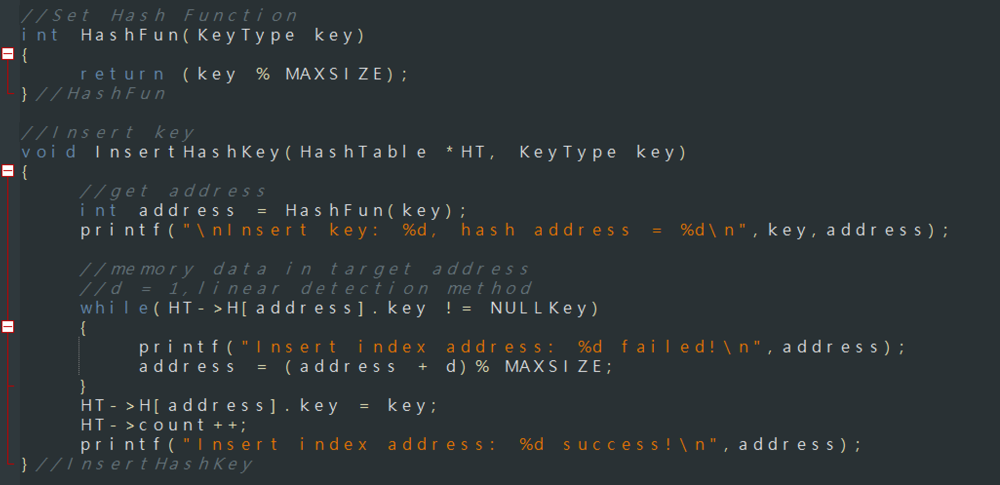 //Set Hash Function
int HashFun(KeyType key)
{
    return (key % MAXSIZE);
}//HashFun
//Insert key
void InsertHashKey(HashTable *HT, KeyType key)
{
    //get address
    int address = HashFun(key);
    printf("\nInsert key: %d, hash address = %d\n",key,address);
    //memory data in target address
    //d = 1,linear detection method
    while(HT->H[address].key != NULLKey)
    {
        printf("Insert index address: %d failed!\n",address);
        address = (address + d)% MAXSIZE;
    }
    HT->H[address].key = key;
    HT->count++;
    printf("Insert index address: %d success!\n",address);
}//InsertHashKey